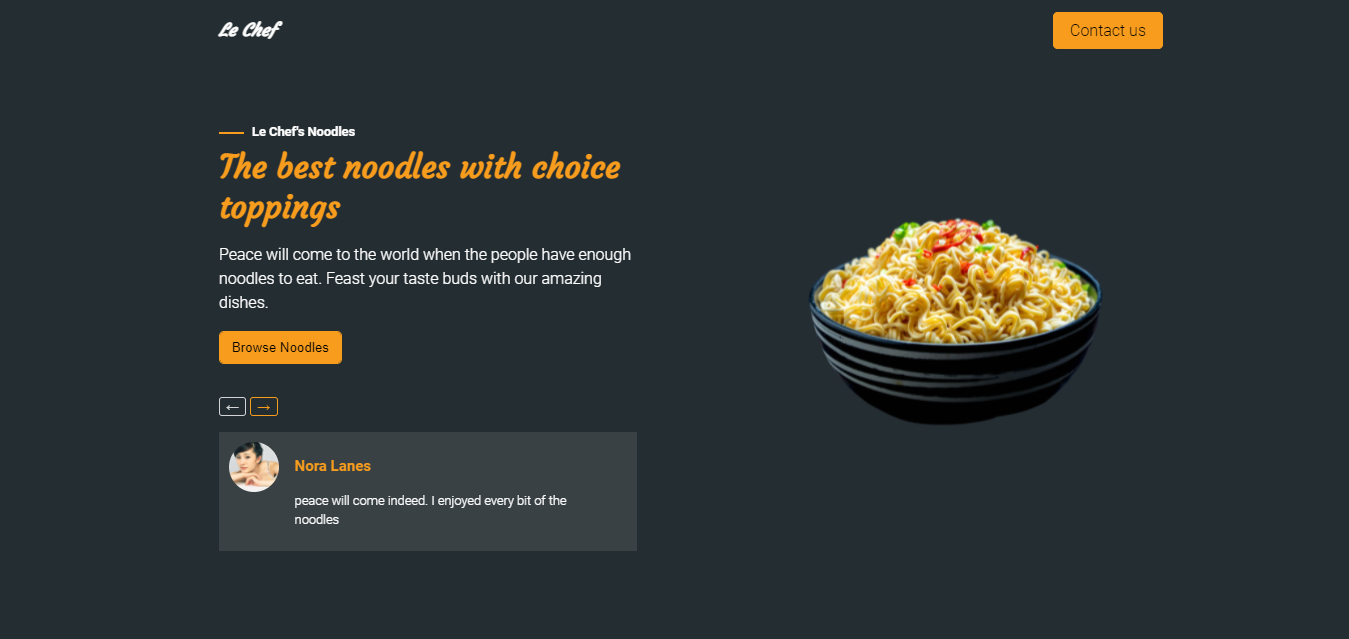 Le Chef
Contact us
Le Chef's Noodles
The best noodles with choice
toppings
Peace will come to the world when the people have enough
noodles to eat. Feast your taste buds with our amazing
dishes.
Browse Noodles
← →
Nora Lanes
peace will come indeed. I enjoyed every bit of the
noodles